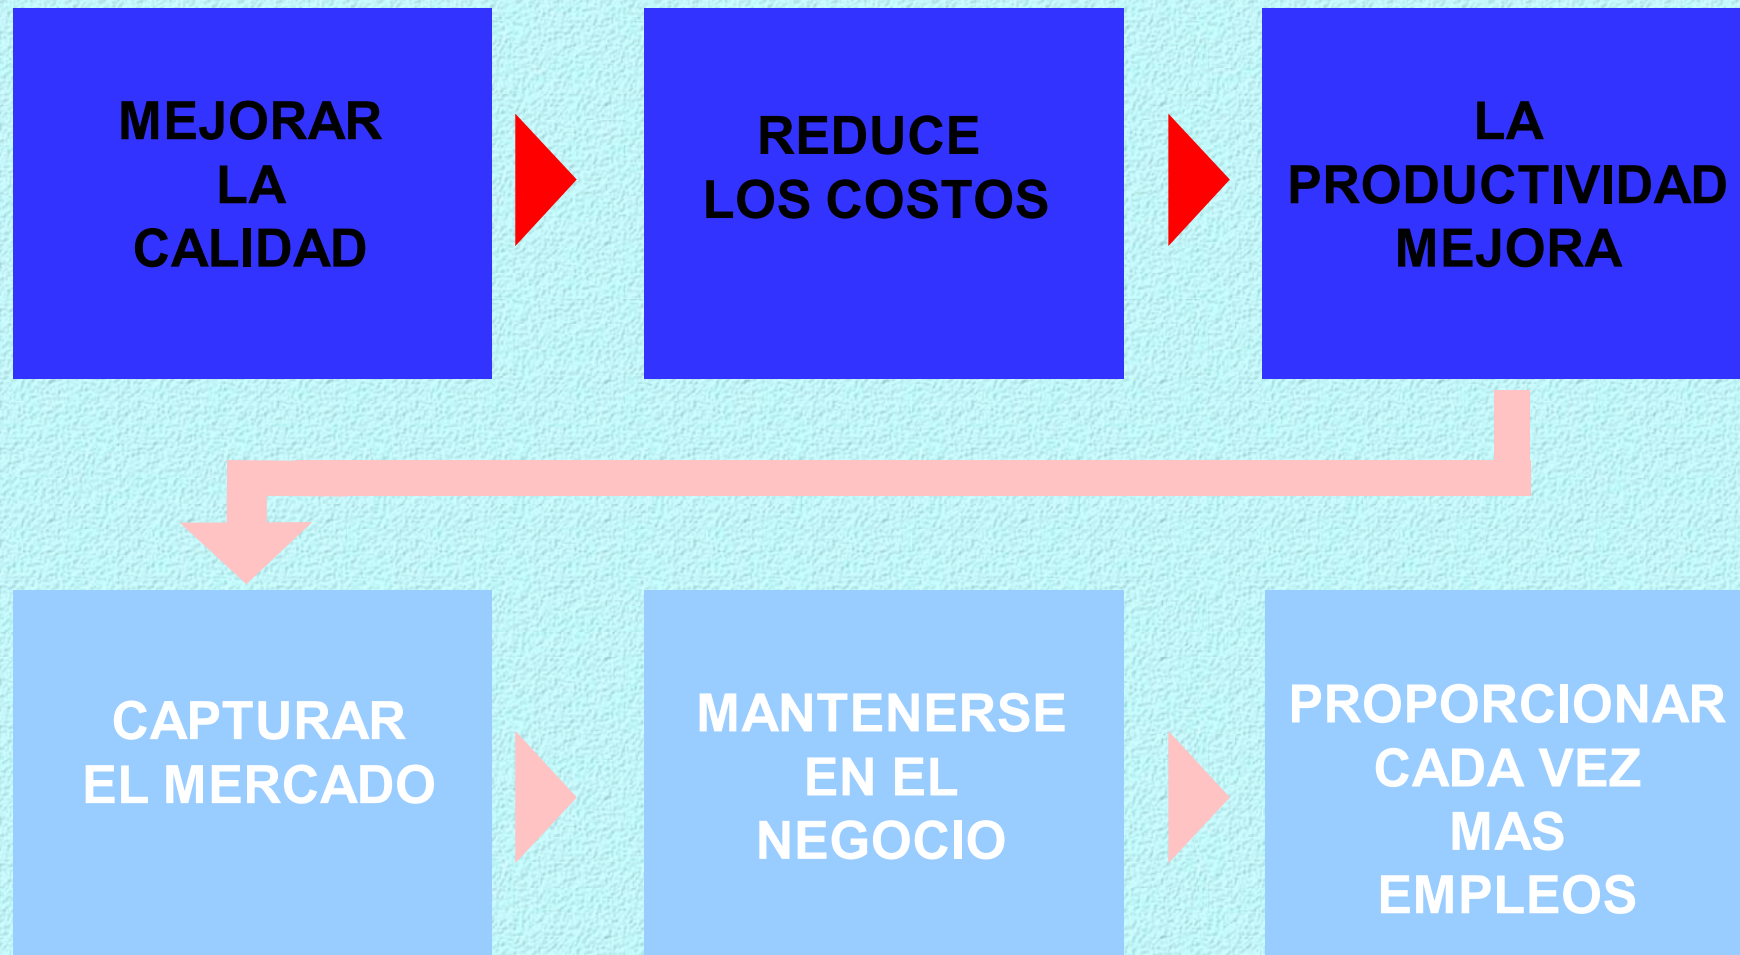 MEJORAR
LA
CALIDAD
REDUCE
LOS COSTOS
LA
PRODUCTIVIDAD
MEJORA
CAPTURAR
EL MERCADO
MANTENERSE
EN EL
NEGOCIO
PROPORCIONAR
CADA VEZ
MAS
EMPLEOS